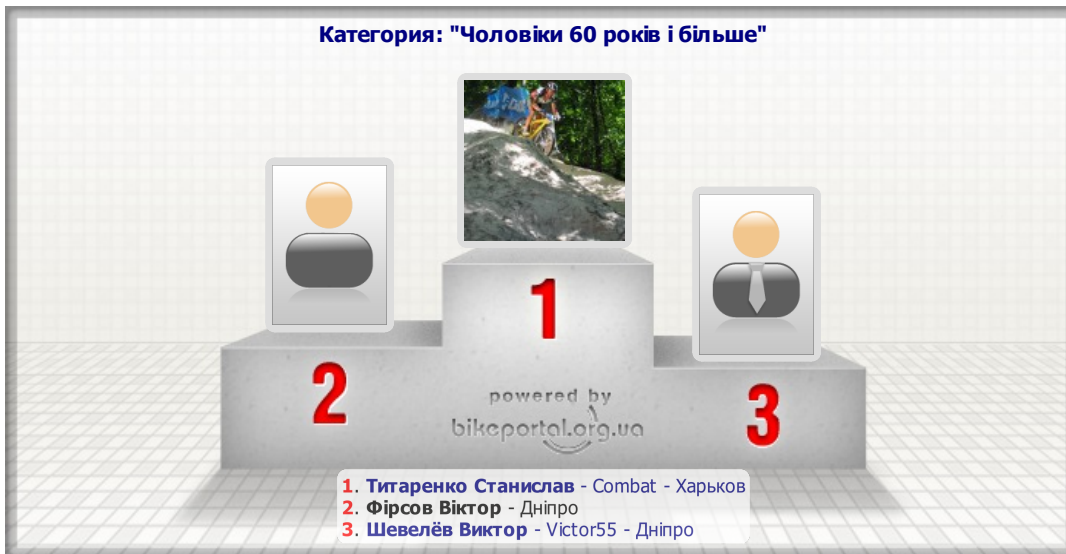 Категория: "Чоловіки 60 років і більше"
1
2
3
powered by
bikeportal.org.ua
1. Титаренко Станислав - Combat - Харьков
2. Фірсов Віктор - Дніпро
3. Шевелёв Виктор - Victor55 - Дніпро